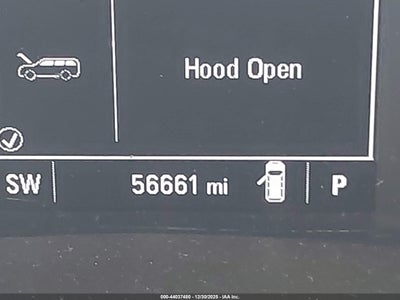 Hood Open
SW 56661 mi P
000-44037480 - 12/30/2025 - IAA Inc.